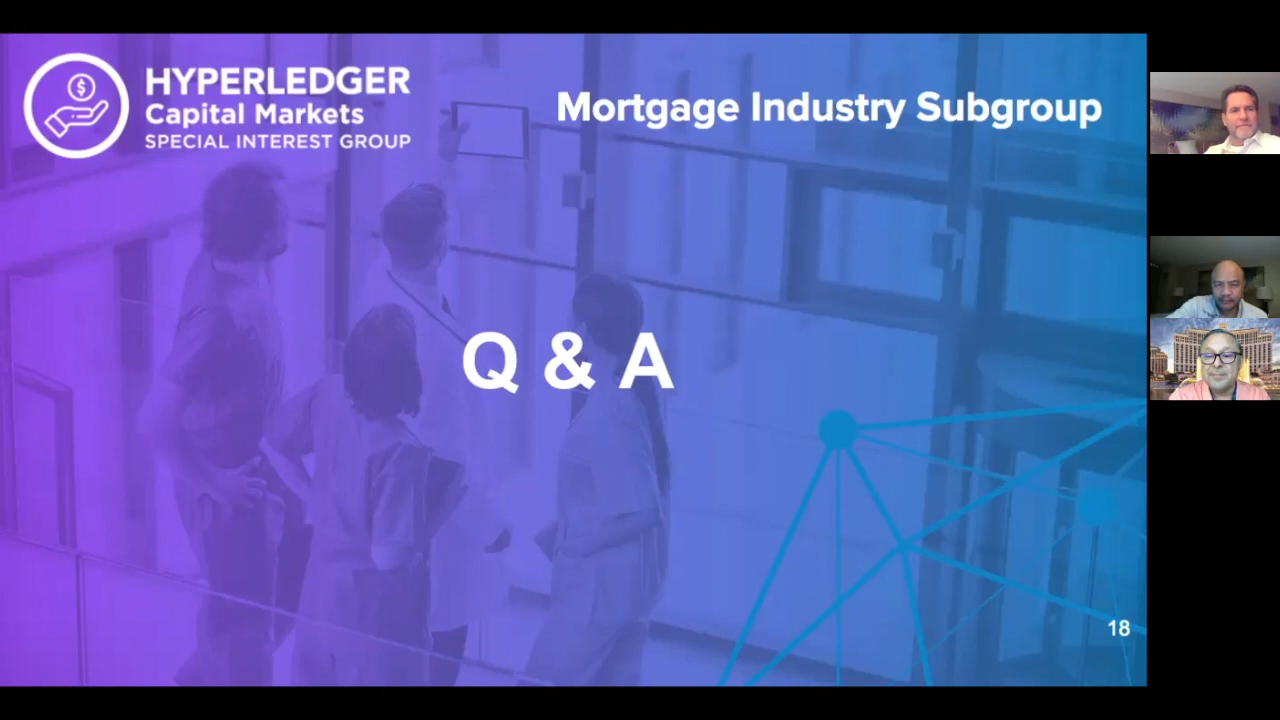 HYPERLEDGER
Capital Markets
SPECIAL INTEREST GROUP
Mortgage Industry Subgroup
Q & A
18